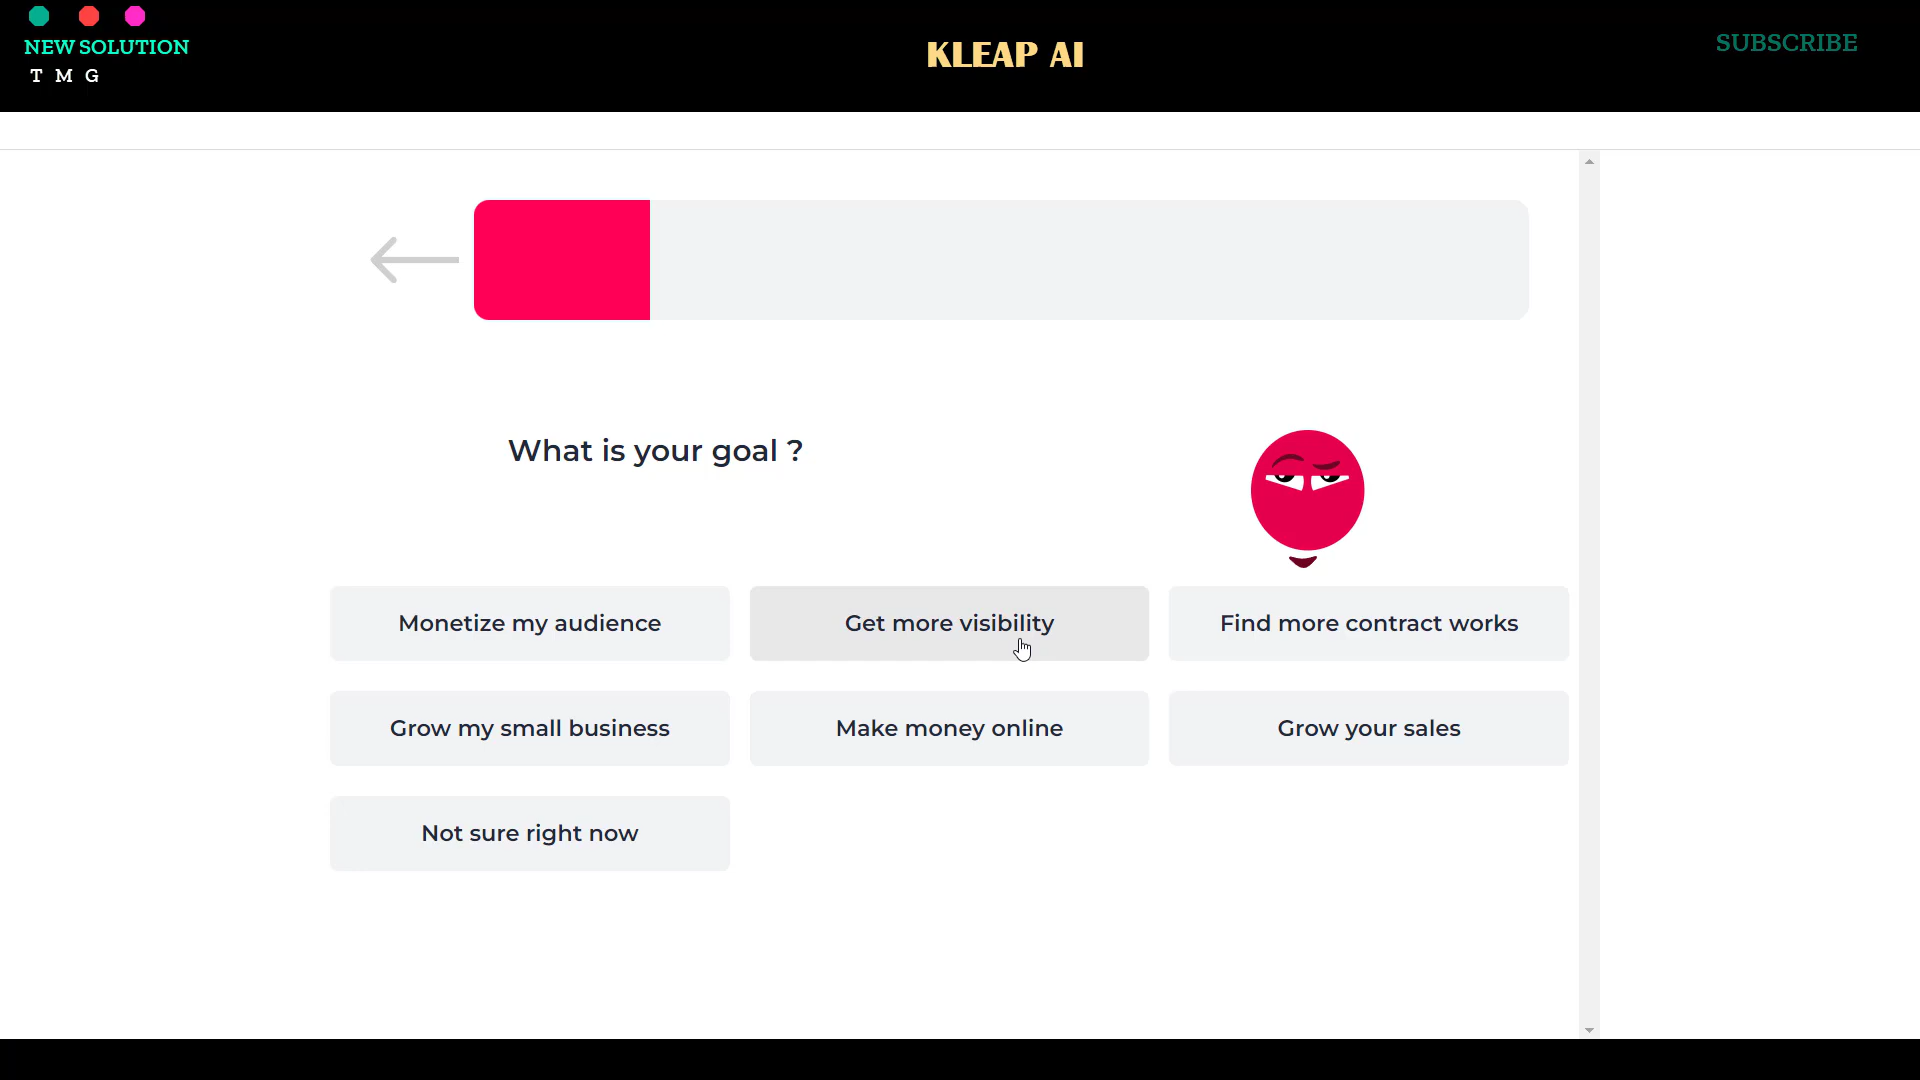 NEW SOLUTION
T M G
KLEAP AI
SUBSCRIBE
What is your goal ?
Monetize my audience
Get more visibility
Find more contract works
Grow my small business
Make money online
Grow your sales
Not sure right now